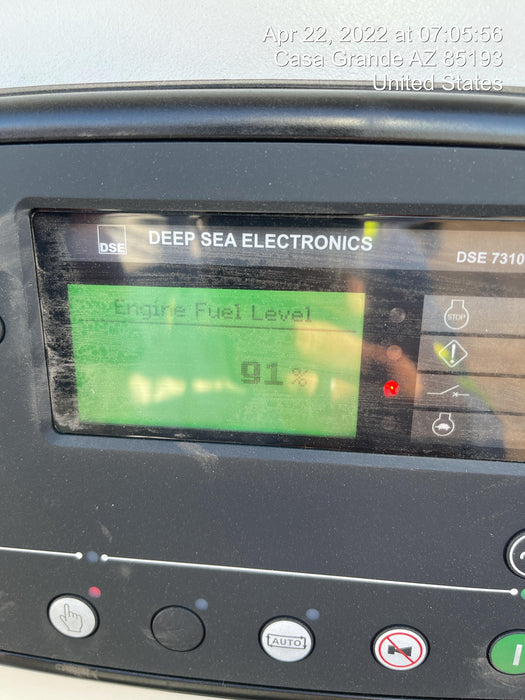 Apr 22, 2022 at 07:05:56
Casa Grande AZ 85193
United States
DSE
DEEP SEA ELECTRONICS
DSE 7310
Engine Fuel Level
STOP
91 %
AUTO
I